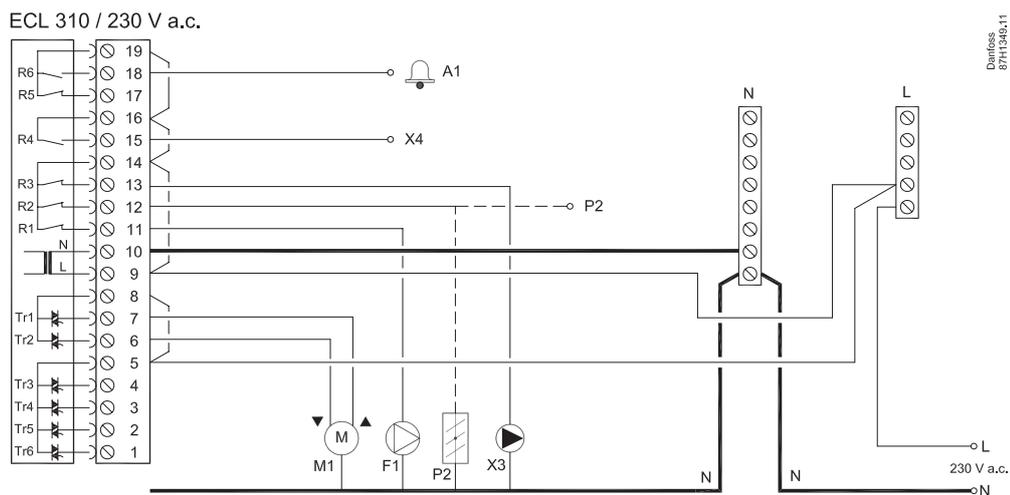 ECL 310 / 230 V a.c.
Danfoss
87H1349.11
19
R6 18 A1
R5 17
16
R4 15 X4
14
R3 13
R2 12 P2
R1 11
N 10
L 9
8
Tr1 7
Tr2 6
5
Tr3 4
Tr4 3
Tr5 2
Tr6 1
N
L
M
M1 F1 P2 X3
N N
L
230 V a.c.
N